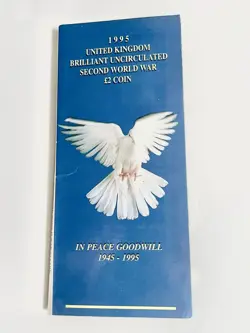 1995
UNITED KINGDOM
BRILLIANT UNCIRCULATED
SECOND WORLD WAR
£2 COIN
IN PEACE GOODWILL
1945 - 1995